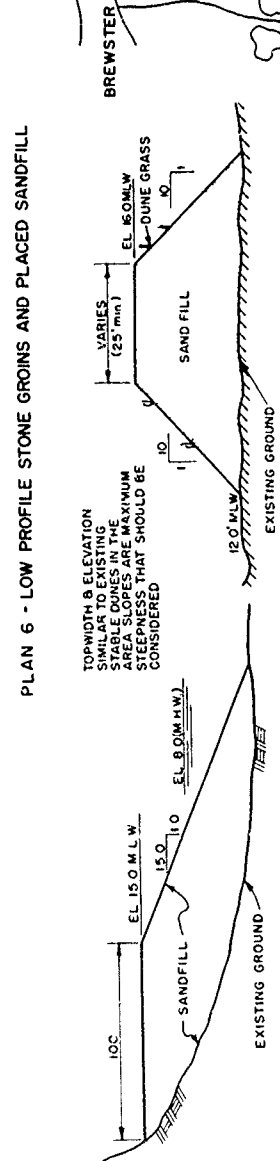 PLAN 6 - LOW PROFILE STONE GROINS AND PLACED SANDFILL
BREWSTER
100
EL 15.0 M L W
15.0
1.0
EL 8.0 (M.H.W.)
SANDFILL
EXISTING GROUND
TOPWIDTH & ELEVATION
SIMILAR TO EXISTING
STABLE DUNES IN THE
AREA SLOPES ARE MAXIMUM
STEEPNESS THAT SHOULD BE
CONSIDERED
VARIES
(25' min.)
EL 16.0 MLW
DUNE GRASS
10
1
10
1
SAND FILL
12.0' MLW
EXISTING GROUND